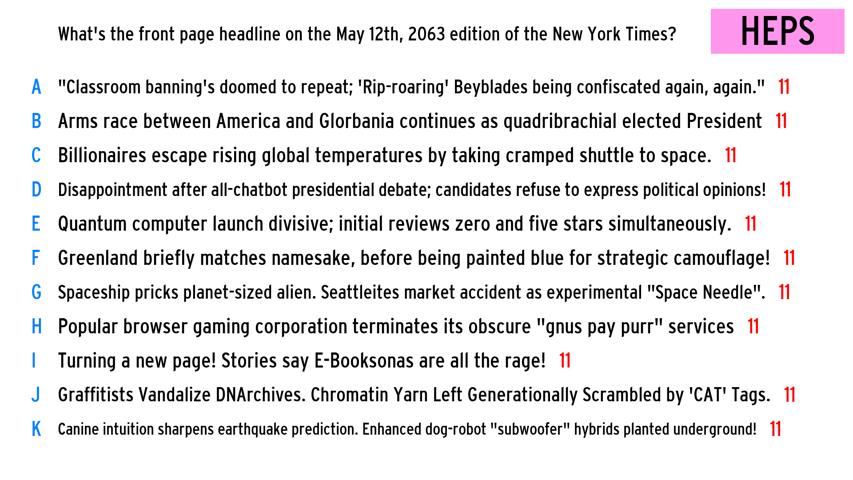 What's the front page headline on the May 12th, 2063 edition of the New York Times? HEPS
A "Classroom banning's doomed to repeat; 'Rip-roaring' Beyblades being confiscated again, again." 11
B Arms race between America and Glorbania continues as quadribrachial elected President 11
C Billionaires escape rising global temperatures by taking cramped shuttle to space. 11
D Disappointment after all-chatbot presidential debate; candidates refuse to express political opinions! 11
E Quantum computer launch divisive; initial reviews zero and five stars simultaneously. 11
F Greenland briefly matches namesake, before being painted blue for strategic camouflage! 11
G Spaceship pricks planet-sized alien. Seattleites market accident as experimental "Space Needle". 11
H Popular browser gaming corporation terminates its obscure "gnus pay purr" services 11
I Turning a new page! Stories say E-Booksonas are all the rage! 11
J Graffitists Vandalize DNArchives. Chromatin Yarn Left Generationally Scrambled by 'CAT' Tags. 11
K Canine intuition sharpens earthquake prediction. Enhanced dog-robot "subwoofer" hybrids planted underground! 11